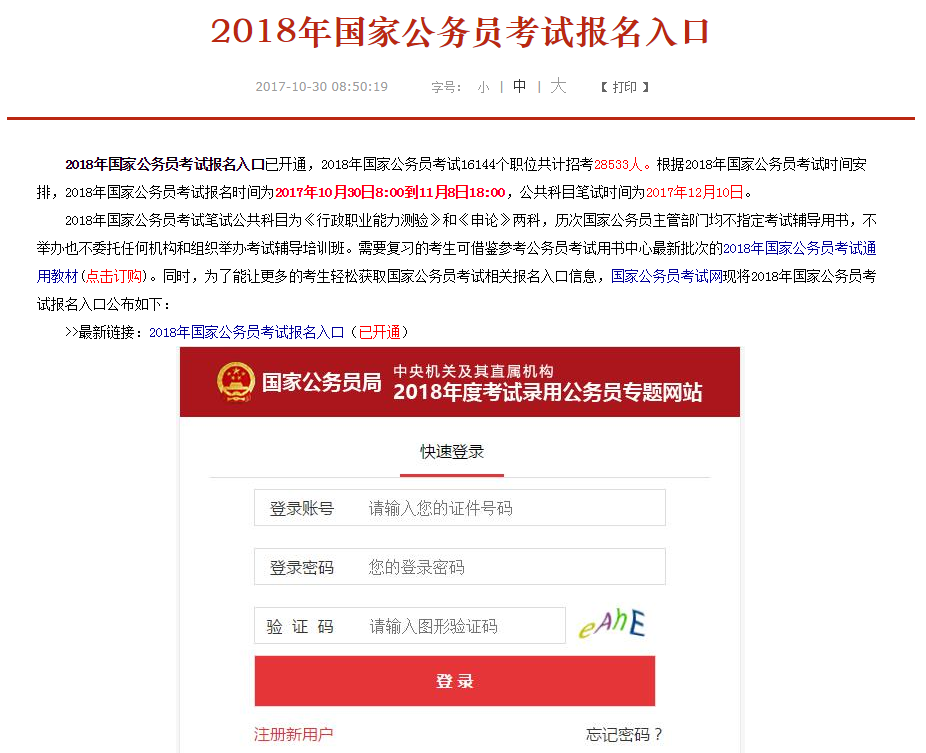 2018年国家公务员考试报名入口
2017-10-30 08:50:19 字号： 小 | 中 | 大 【 打印 】
2018年国家公务员考试报名入口已开通，2018年国家公务员考试16144个职位共计招考28533人。根据2018年国家公务员考试时间安
排，2018年国家公务员考试报名时间为2017年10月30日8:00到11月8日18:00，公共科目笔试时间为2017年12月10日。
2018年国家公务员考试笔试公共科目为《行政职业能力测验》和《申论》两科，历次国家公务员主管部门均不指定考试辅导用书，不
举办也不委托任何机构和组织举办考试辅导培训班。需要复习的考生可借鉴参考公务员考试用书中心最新批次的2018年国家公务员考试通
用教材(点击订购)。同时，为了能让更多的考生轻松获取国家公务员考试相关报名入口信息，国家公务员考试网现将2018年国家公务员考
试报名入口公布如下：
>>最新链接：2018年国家公务员考试报名入口（已开通）
国家公务员局 中央机关及其直属机构
2018年度考试录用公务员专题网站
快速登录
登录账号 请输入您的证件号码
登录密码 您的登录密码
验 证 码 请输入图形验证码 eAhE
登 录
注册新用户 忘记密码？